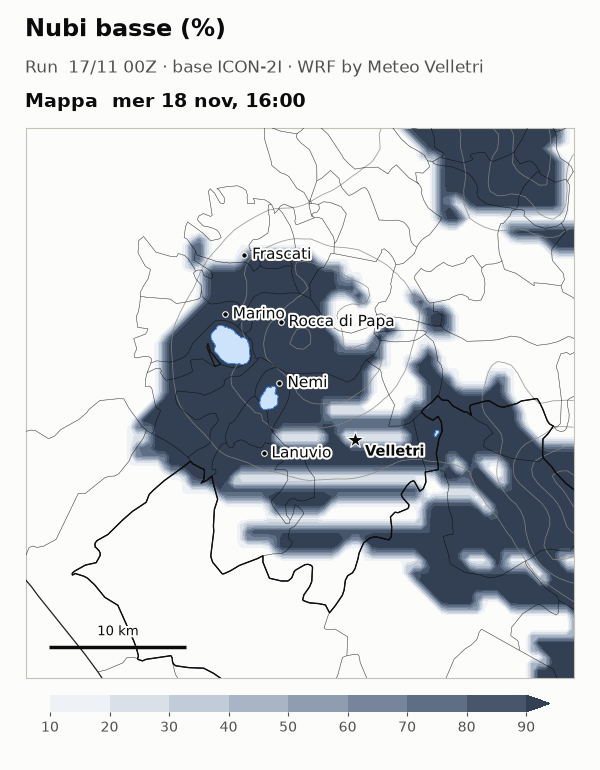 Nubi basse (%)
Run  17/11 00Z · base ICON-2I · WRF by Meteo Velletri
Mappa  mer 18 nov, 16:00
Frascati
Marino
Rocca di Papa
Nemi
Velletri
Lanuvio
10 km
10 20 30 40 50 60 70 80 90